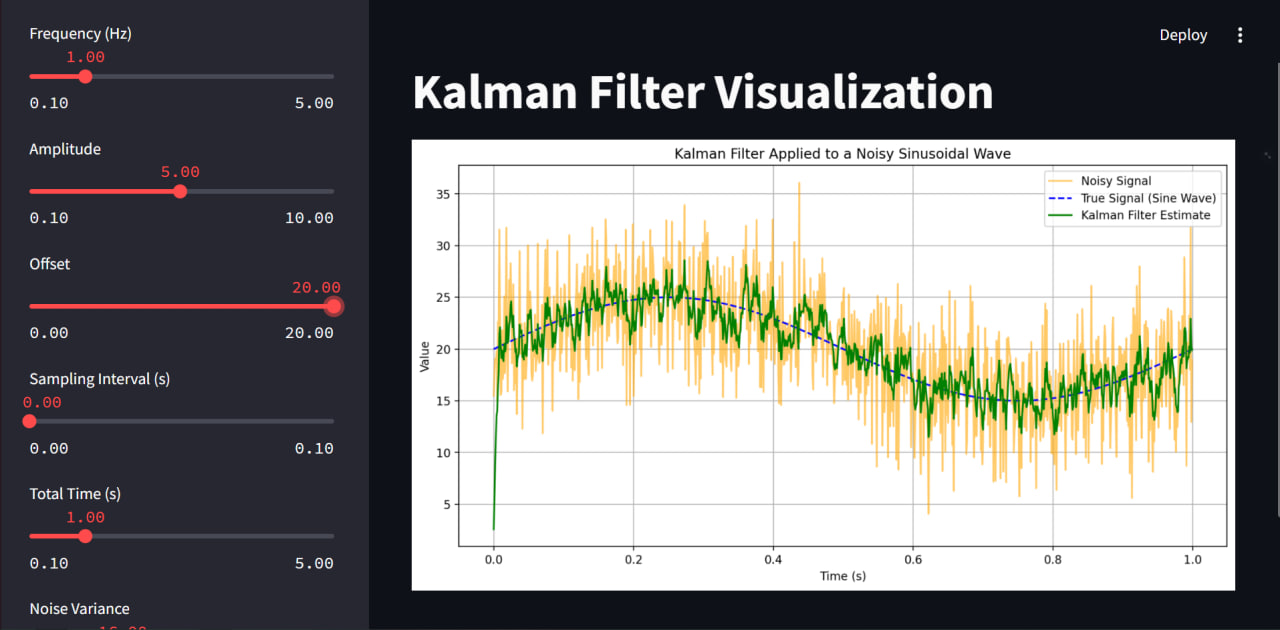 Frequency (Hz)
1.00
0.10 5.00
Amplitude
5.00
0.10 10.00
Offset
20.00
0.00 20.00
Sampling Interval (s)
0.00
0.00 0.10
Total Time (s)
1.00
0.10 5.00
Noise Variance
Deploy
Kalman Filter Visualization
Kalman Filter Applied to a Noisy Sinusoidal Wave
Noisy Signal
True Signal (Sine Wave)
Kalman Filter Estimate
Value
35
30
25
20
15
10
5
0.0 0.2 0.4 0.6 0.8 1.0
Time (s)